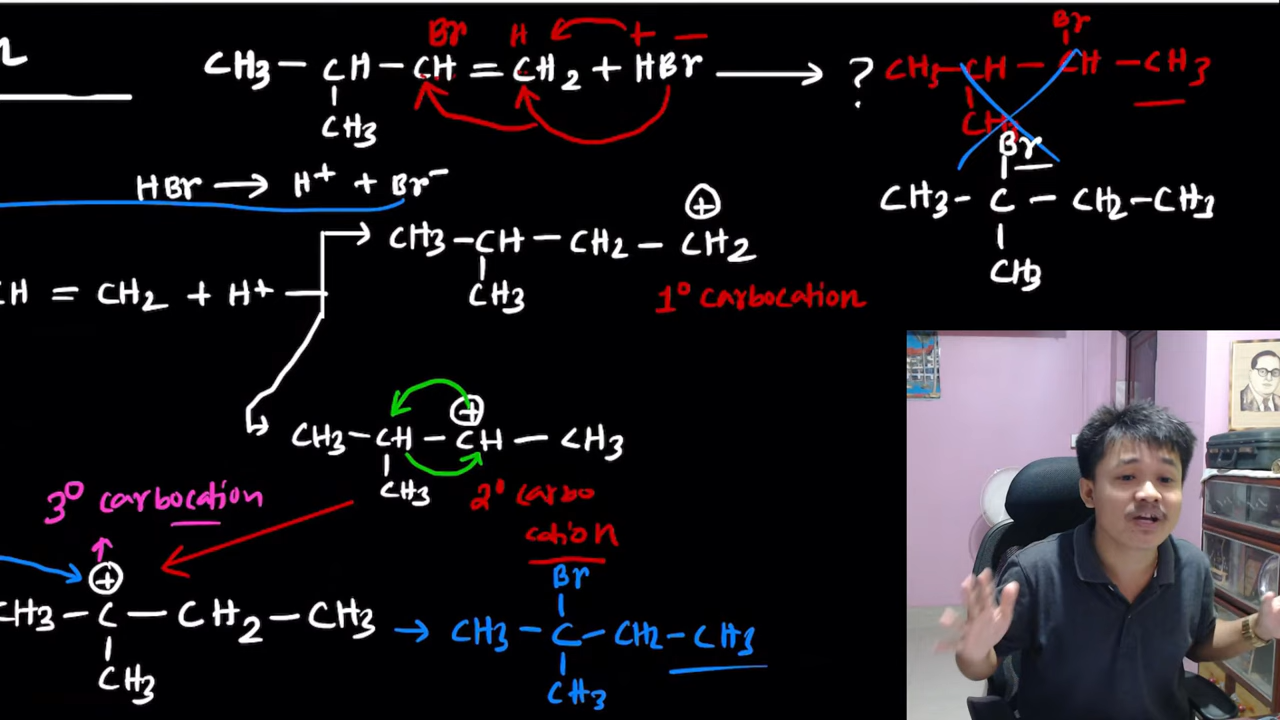 n
Br H + −
CH3 − CH − CH = CH2 + HBr ⟶ ?
CH3
Br
CH3 − CH − CH − CH3
CH3
HBr ⟶ H+ + Br−
Br
CH3 − C − CH2 − CH3
CH3
⊕
CH3 − CH − CH2 − CH2
CH3
1° carbocation
CH = CH2 + H+
⊕
CH3 − CH − CH − CH3
CH3
2° carbo
cation
3° carbocation
⊕
CH3 − C − CH2 − CH3
CH3
Br
→ CH3 − C − CH2 − CH3
CH3